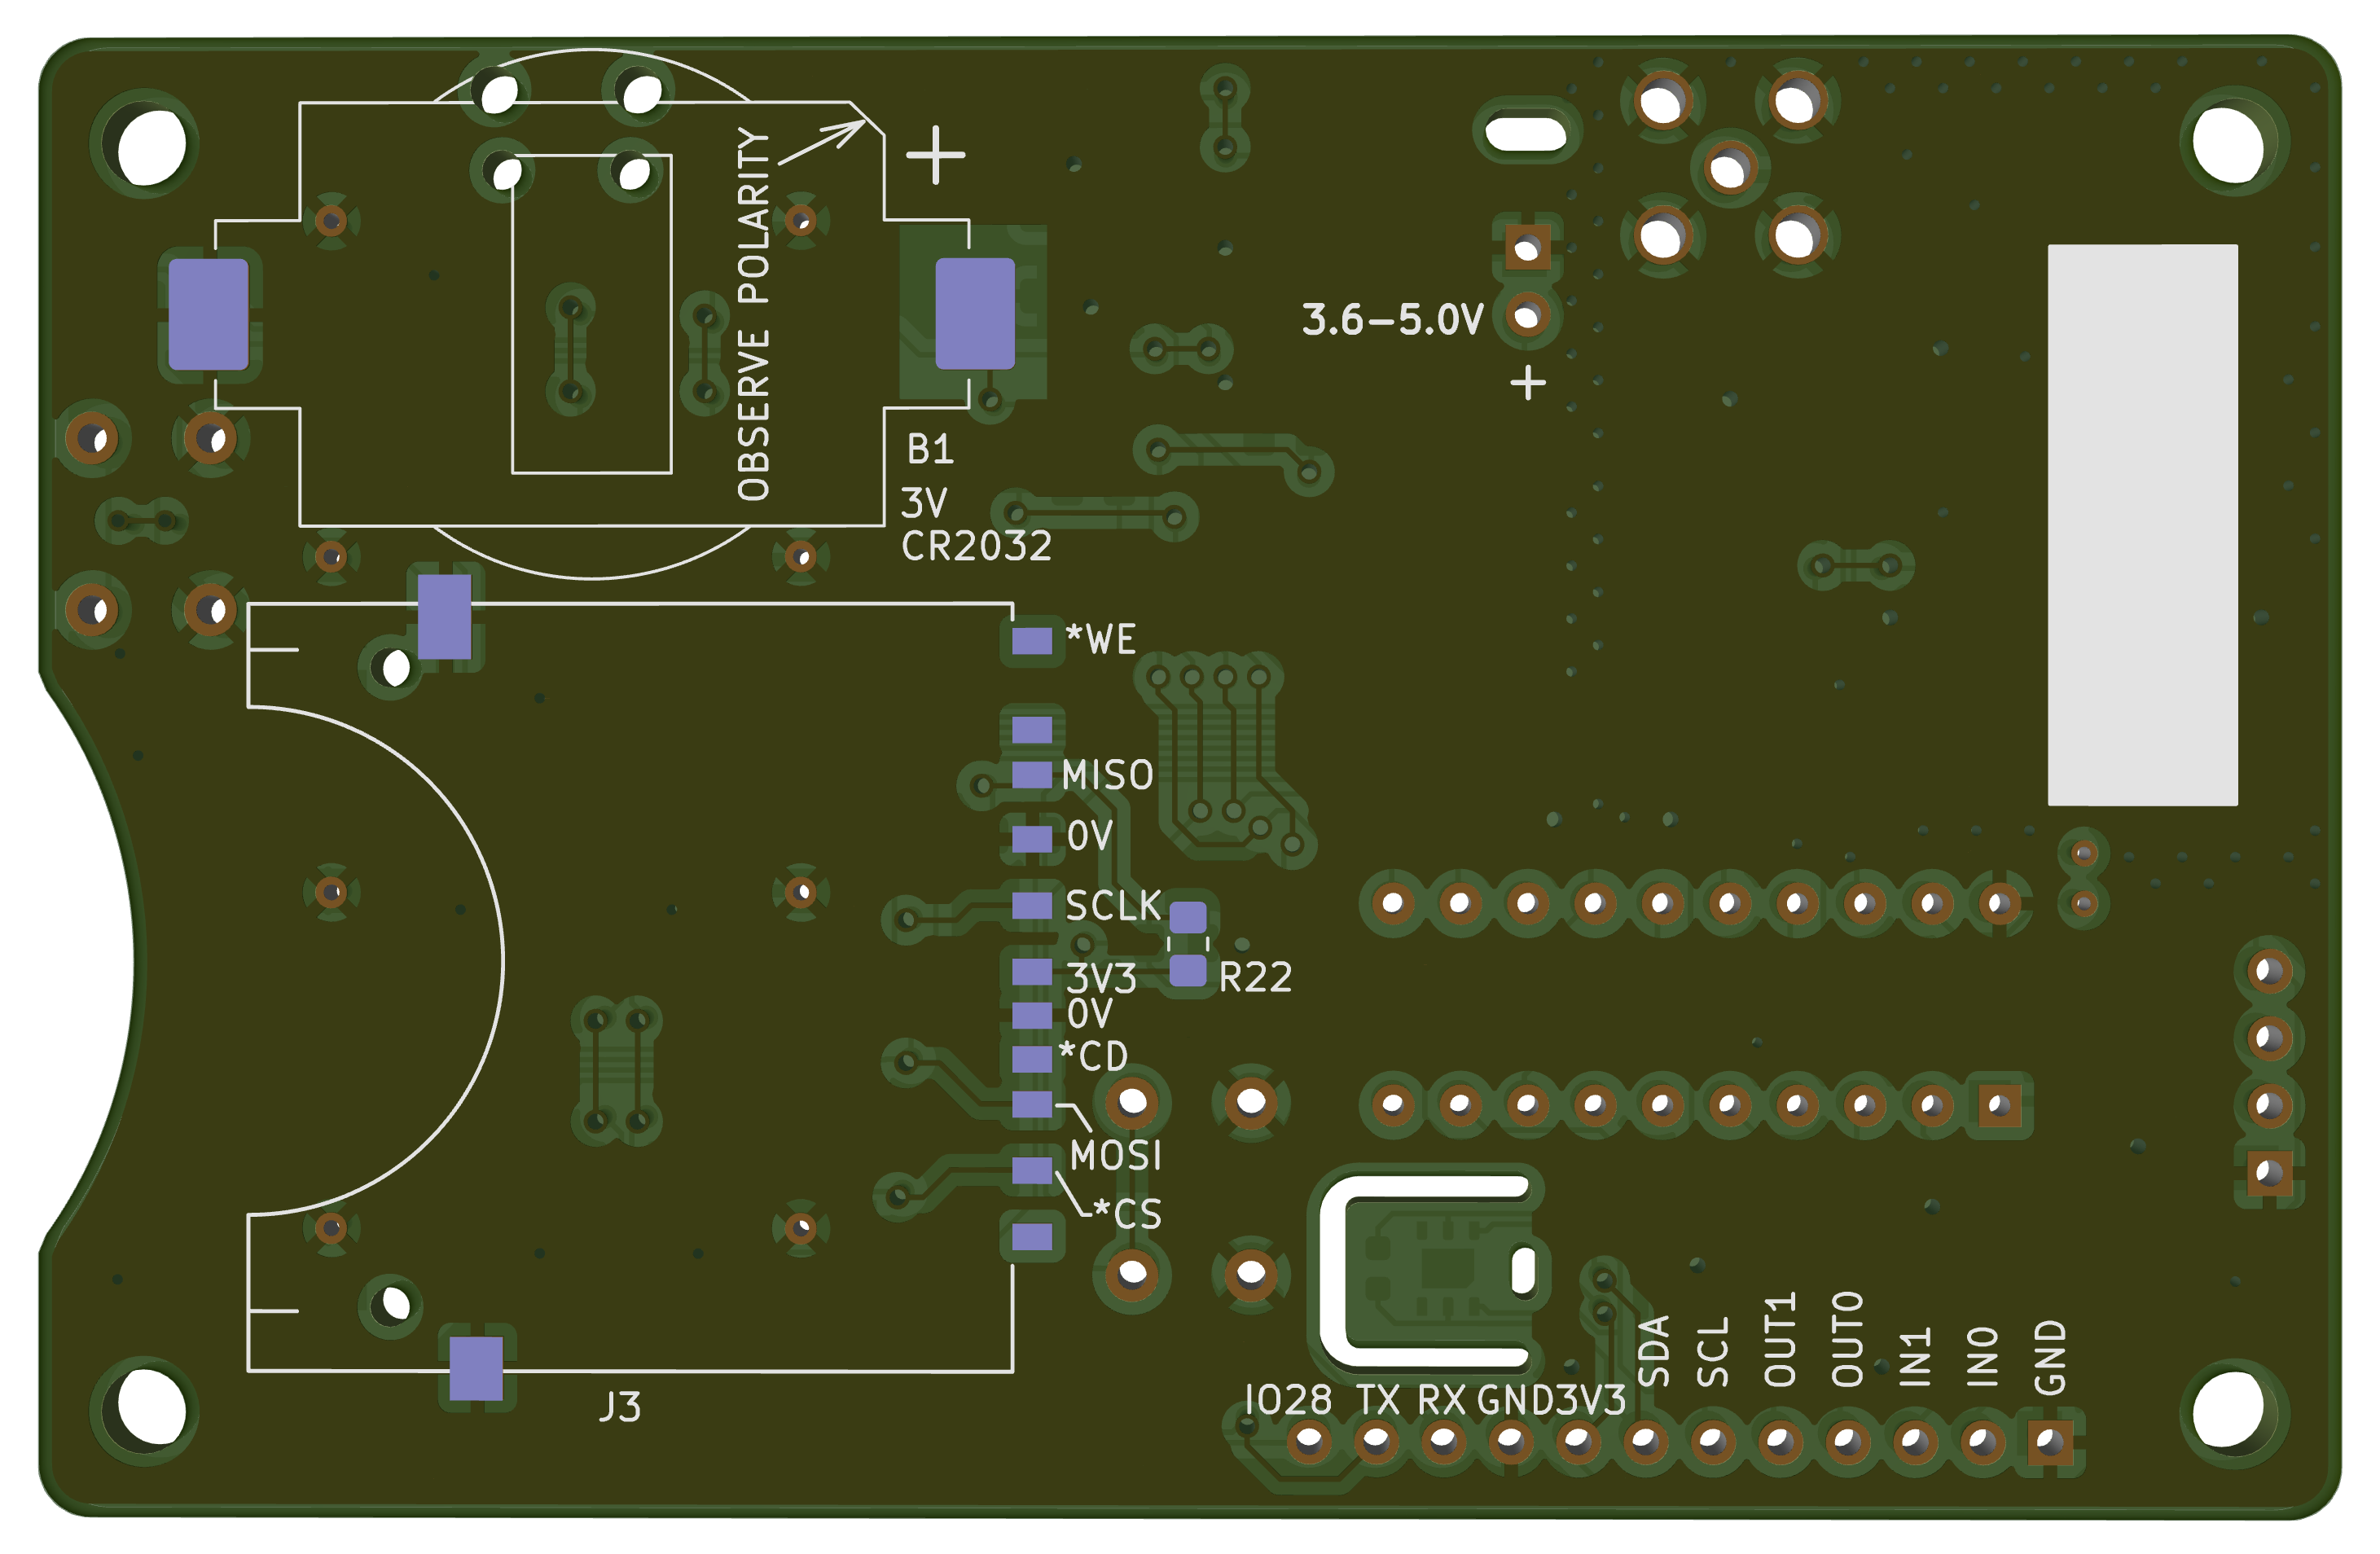 OBSERVE POLARITY
+
3.6-5.0V
+
B1
3V
CR2032
*WE
MISO
0V
SCLK
3V3
R22
0V
*CD
MOSI
*CS
J3
IO28 TX RX GND3V3
SDA
SCL
OUT1
OUT0
IN1
IN0
GND